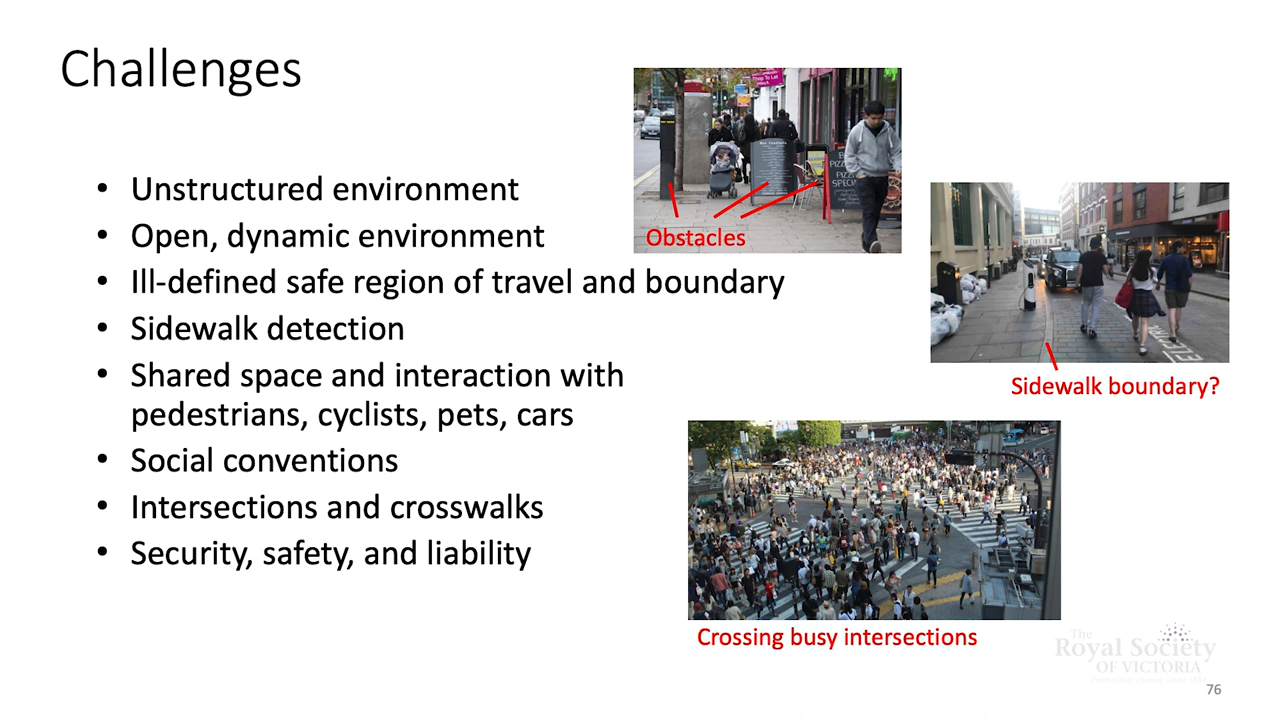 Challenges
• Unstructured environment
• Open, dynamic environment
• Ill-defined safe region of travel and boundary
• Sidewalk detection
• Shared space and interaction with
pedestrians, cyclists, pets, cars
• Social conventions
• Intersections and crosswalks
• Security, safety, and liability
Obstacles
Sidewalk boundary?
Crossing busy intersections
The
Royal Society
OF VICTORIA
76